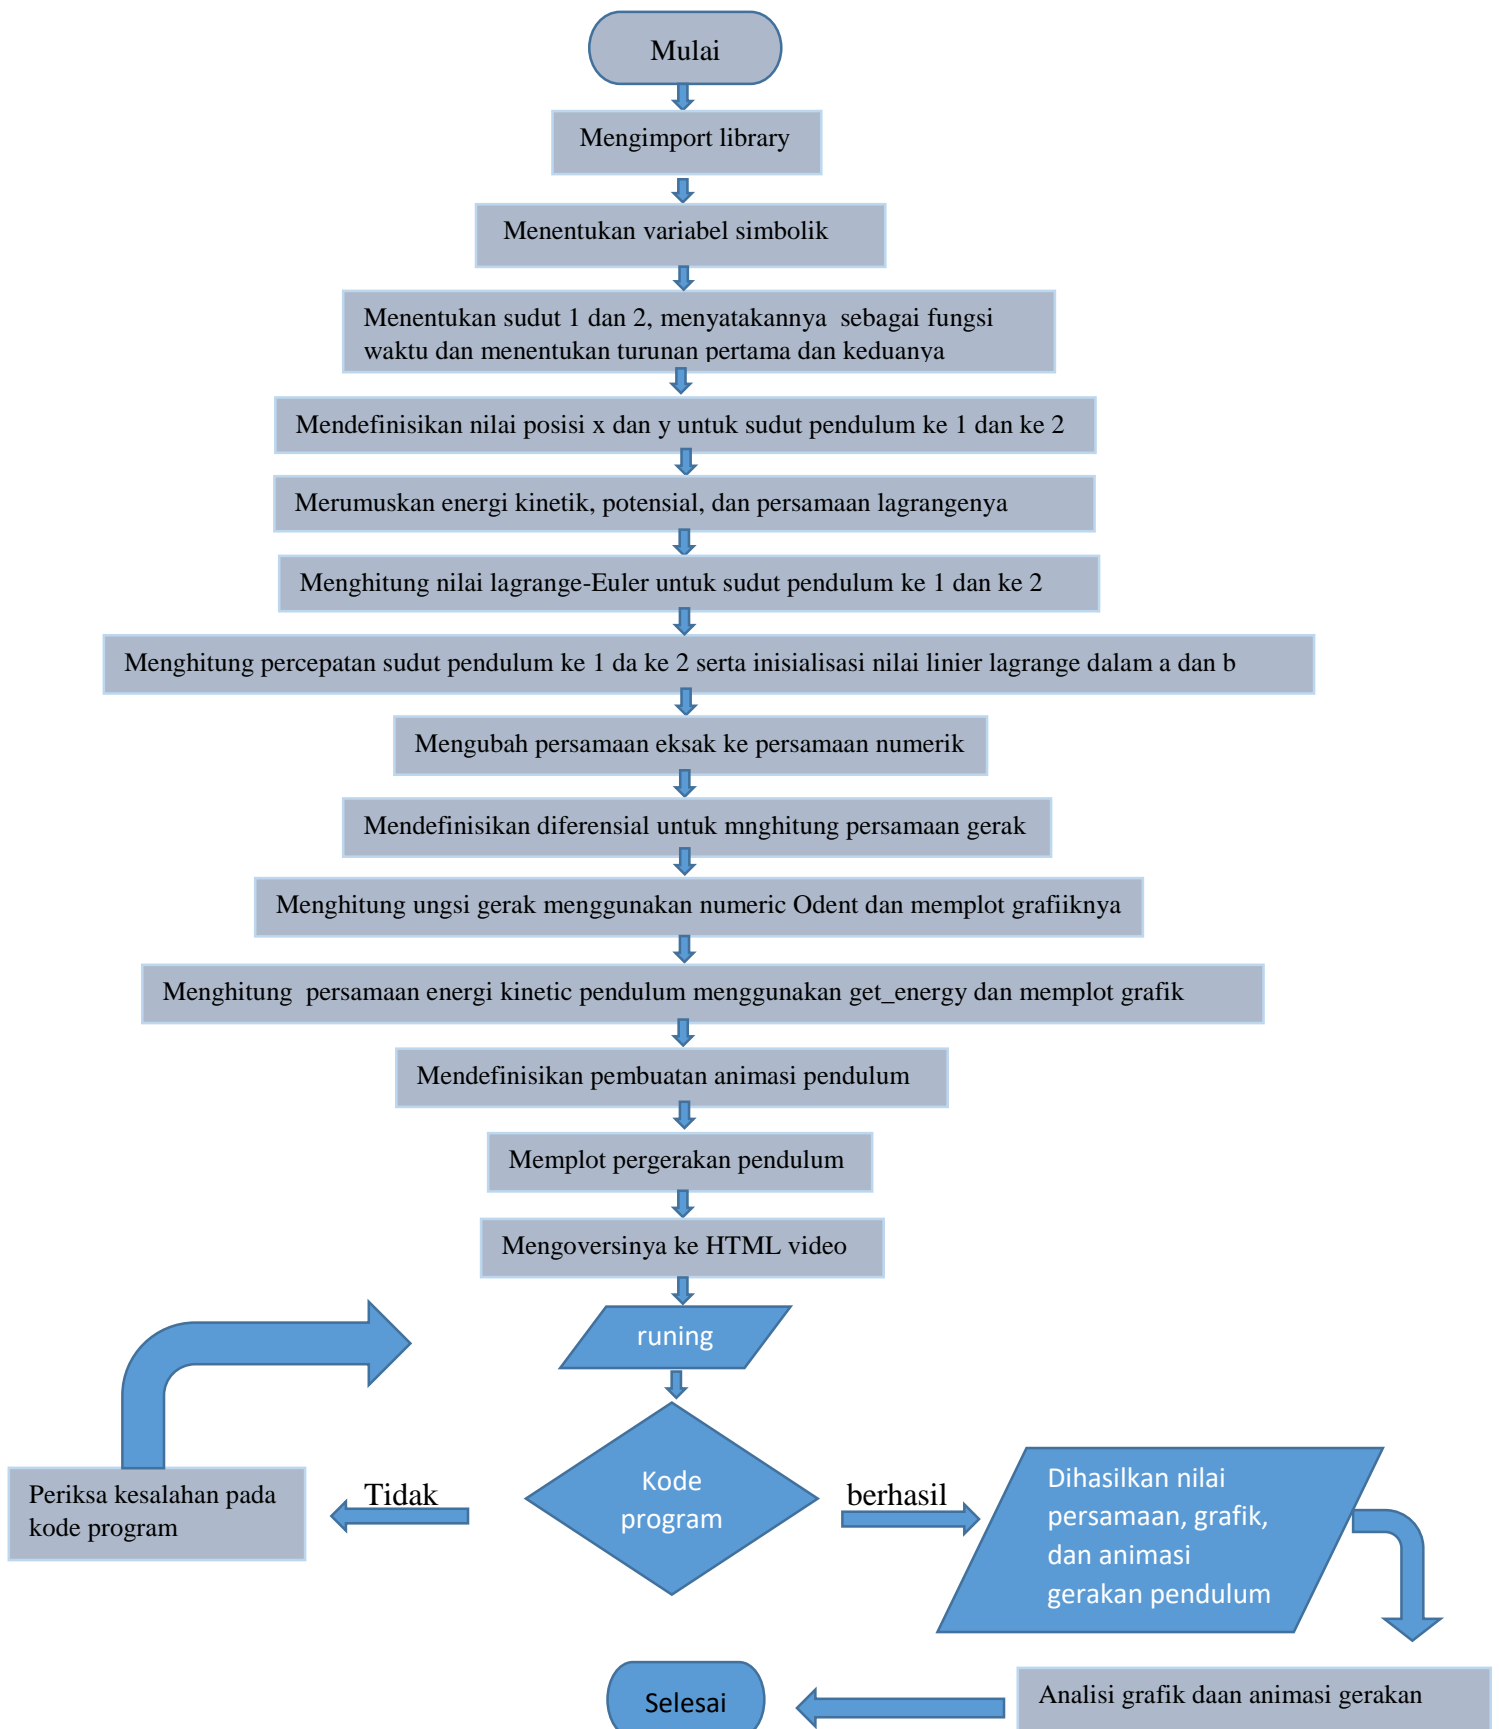 Mulai
Mengimport library
Menentukan variabel simbolik
Menentukan sudut 1 dan 2, menyatakannya sebagai fungsi
waktu dan menentukan turunan pertama dan keduanya
Mendefinisikan nilai posisi x dan y untuk sudut pendulum ke 1 dan ke 2
Merumuskan energi kinetik, potensial, dan persamaan lagrangenya
Menghitung nilai lagrange-Euler untuk sudut pendulum ke 1 dan ke 2
Menghitung percepatan sudut pendulum ke 1 da ke 2 serta inisialisasi nilai linier lagrange dalam a dan b
Mengubah persamaan eksak ke persamaan numerik
Mendefinisikan diferensial untuk mnghitung persamaan gerak
Menghitung ungsi gerak menggunakan numeric Odent dan memplot grafiiknya
Menghitung persamaan energi kinetic pendulum menggunakan get_energy dan memplot grafik
Mendefinisikan pembuatan animasi pendulum
Memplot pergerakan pendulum
Mengoversinya ke HTML video
runing
Kode
program
Tidak
Periksa kesalahan pada
kode program
berhasil
Dihasilkan nilai
persamaan, grafik,
dan animasi
gerakan pendulum
Analisi grafik daan animasi gerakan
Selesai